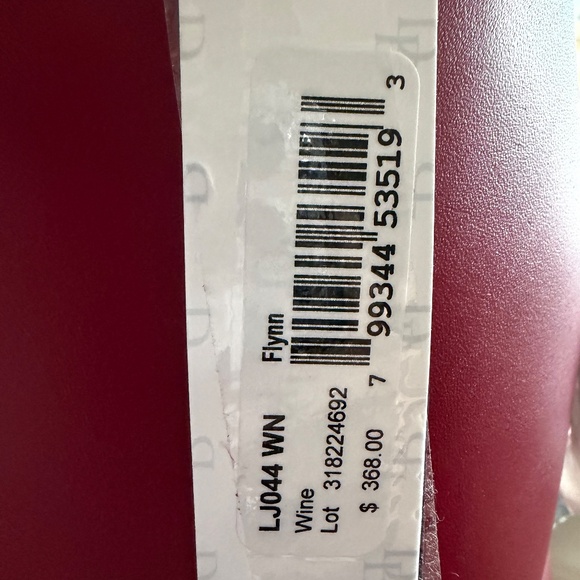 LJ044 WN Flynn
Wine
Lot 318224692
$ 368.00
7 99344 53519 3